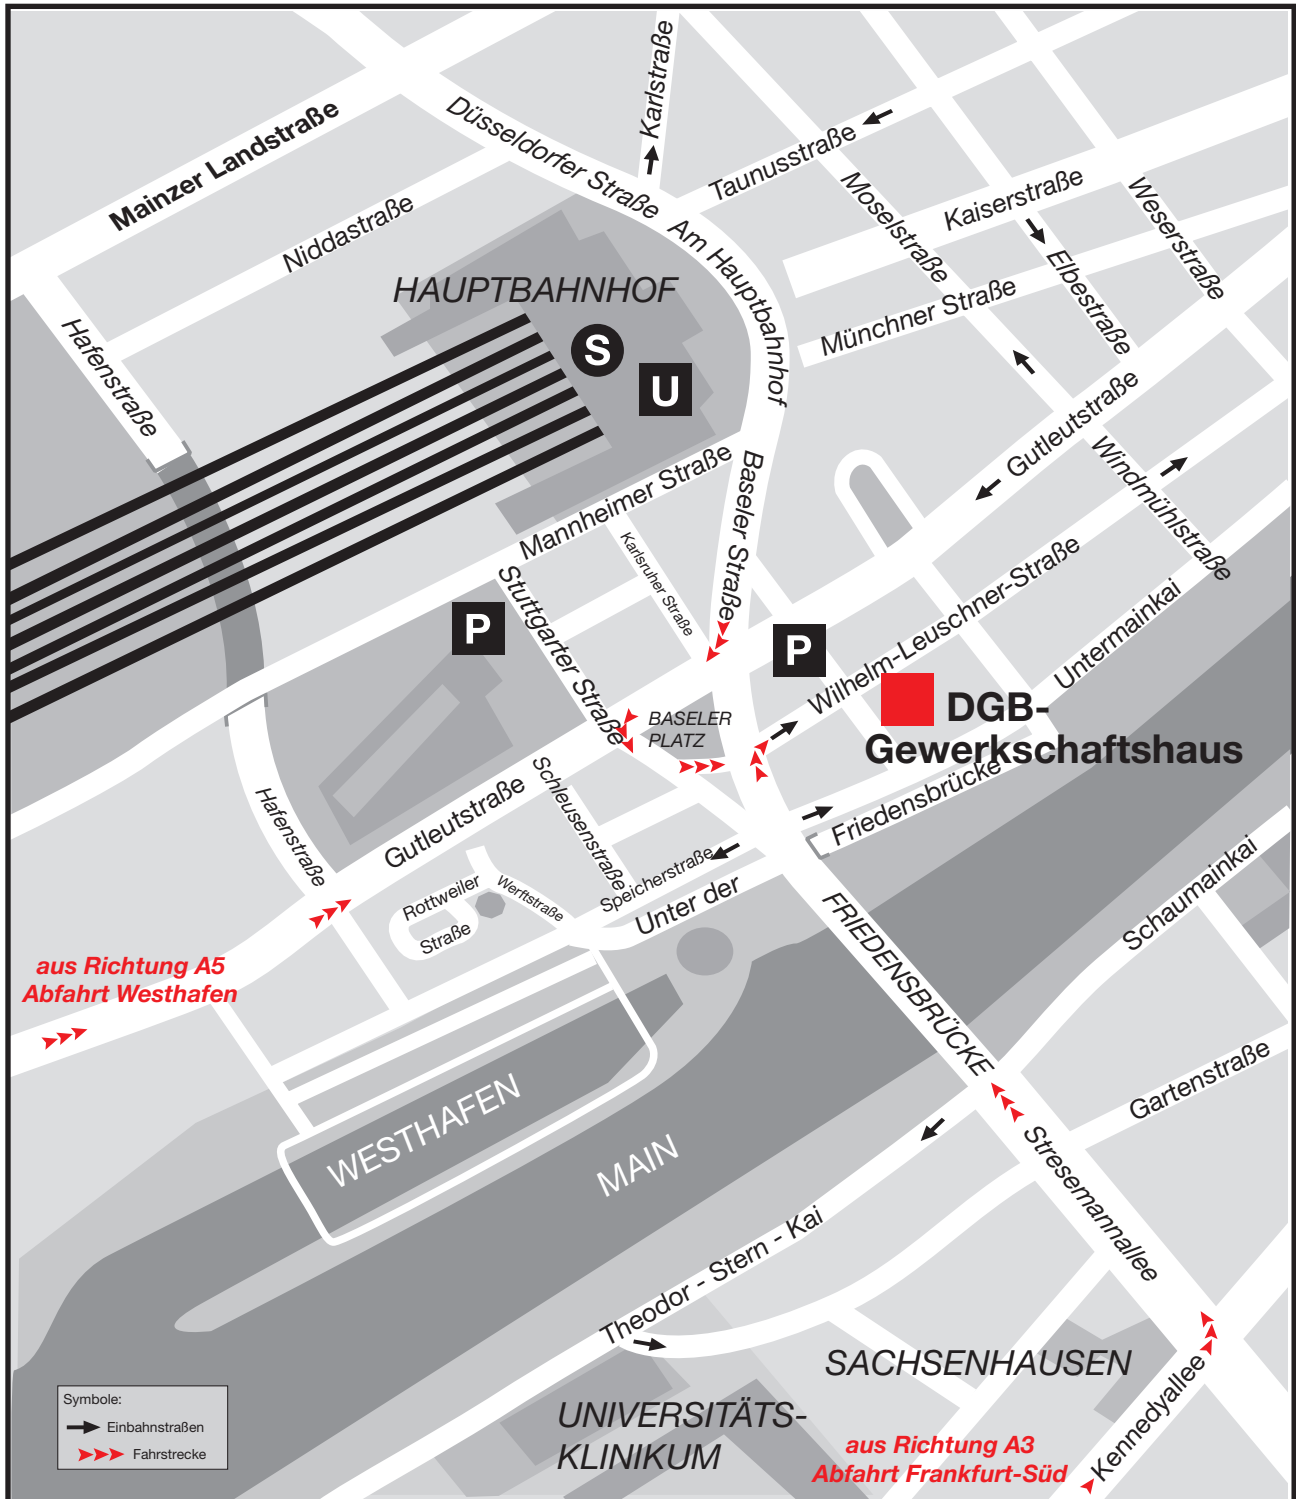 Karlstraße
Düsseldorfer Straße
Mainzer Landstraße
Taunusstraße
Niddastraße
Moselstraße
Kaiserstraße
Weserstraße
Am Hauptbahnhof
HAUPTBAHNHOF
Elbestraße
Münchner Straße
Hafenstraße
S
U
Gutleutstraße
Mannheimer Straße
Baseler Straße
Windmühlstraße
Karlsruher Straße
Stuttgarter Straße
P
P
Wilhelm-Leuschner-Straße
Untermainkai
BASELER
PLATZ
DGB-
Gewerkschaftshaus
Schleusenstraße
Hafenstraße
Gutleutstraße
Friedensbrücke
Speicherstraße
Rottweiler
Straße
Werftstraße
Unter der
Schaumainkai
FRIEDENSBRÜCKE
aus Richtung A5
Abfahrt Westhafen
Gartenstraße
WESTHAFEN
MAIN
Stresemannallee
Theodor - Stern - Kai
SACHSENHAUSEN
Kennedyallee
UNIVERSITÄTS-
KLINIKUM
aus Richtung A3
Abfahrt Frankfurt-Süd
Symbole:
Einbahnstraßen
Fahrstrecke